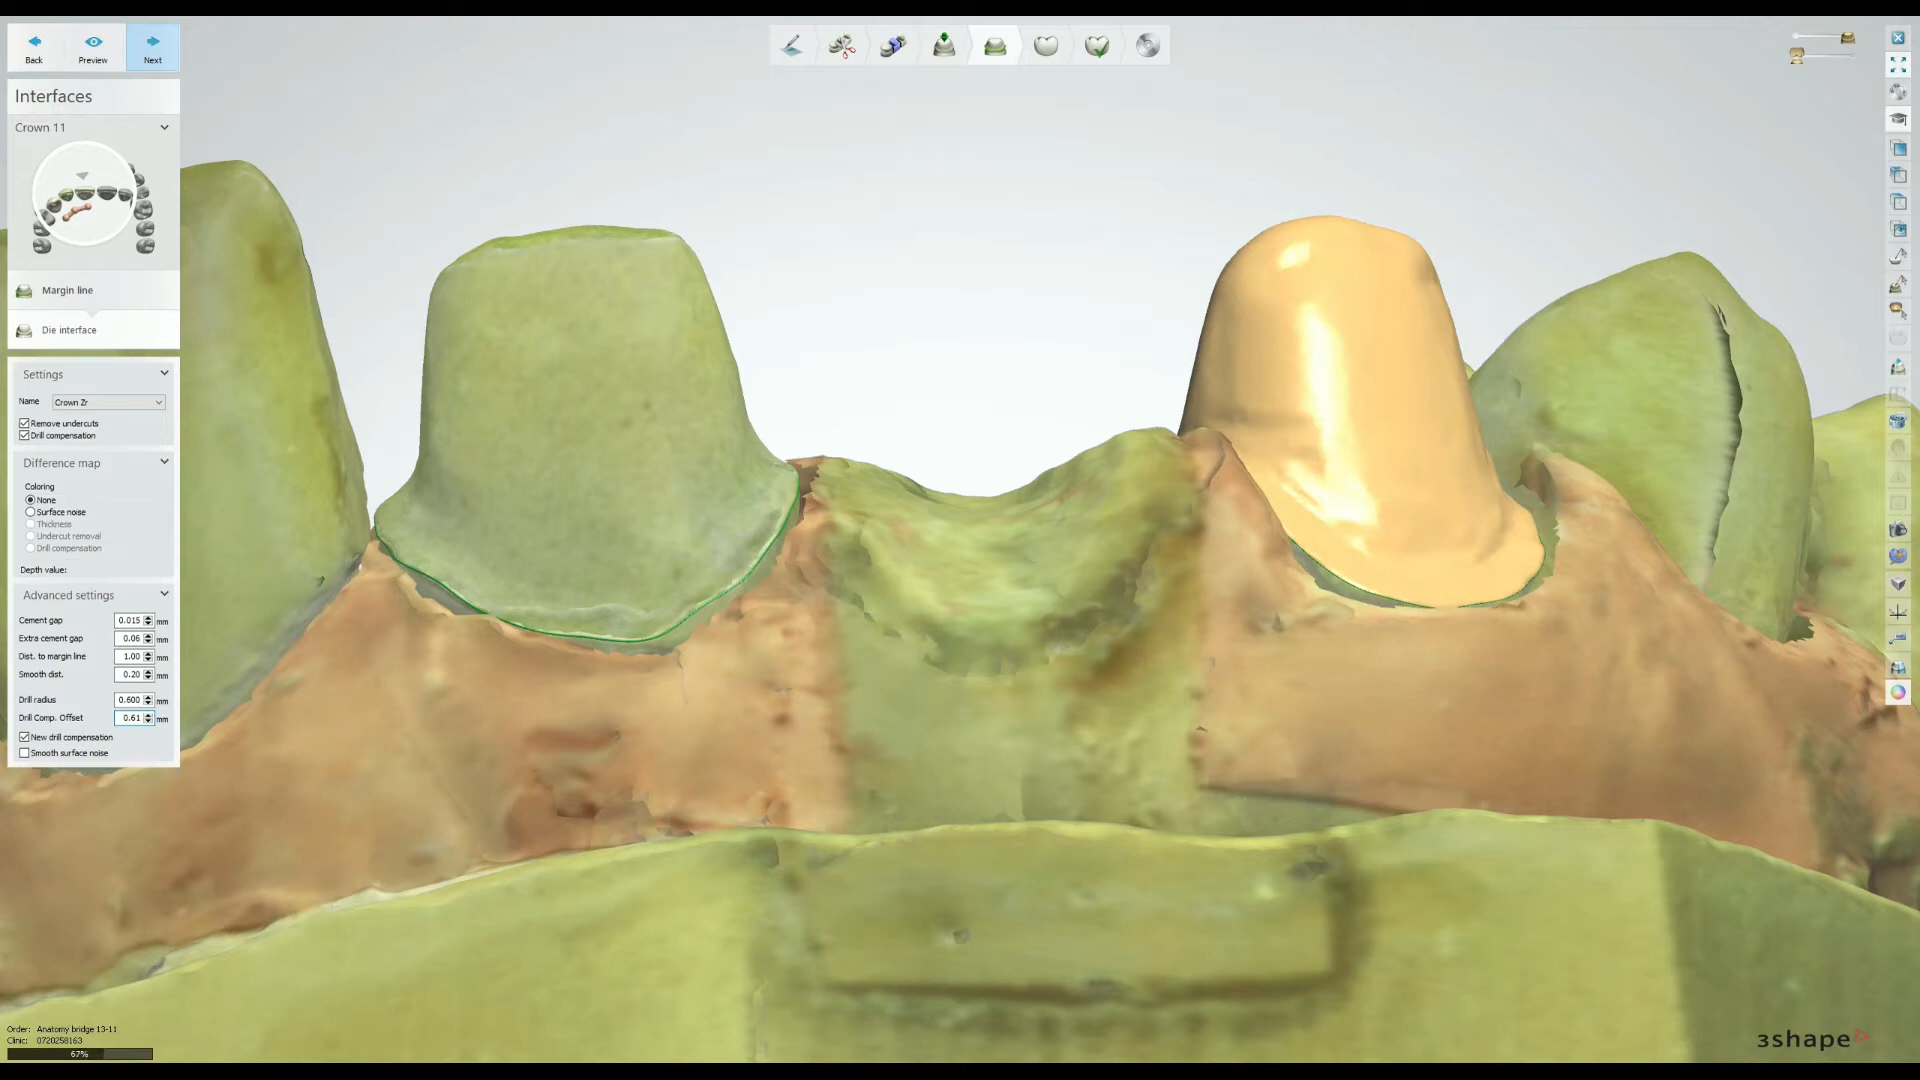 Back
Preview
Next
Interfaces
Crown 11
Margin line
Die interface
Settings
Name
Crown Zr
Remove undercuts
Drill compensation
Difference map
Coloring
None
Surface noise
Thickness
Undercut removal
Drill compensation
Depth value:
Advanced settings
Cement gap 0.015 mm
Extra cement gap 0.06 mm
Dist. to margin line 1.00 mm
Smooth dist. 0.20 mm
Drill radius 0.600 mm
Drill Comp. Offset 0.61 mm
New drill compensation
Smooth surface noise
Order: Anatomy bridge 13-11
Clinic: 0720258163
67%
3shape